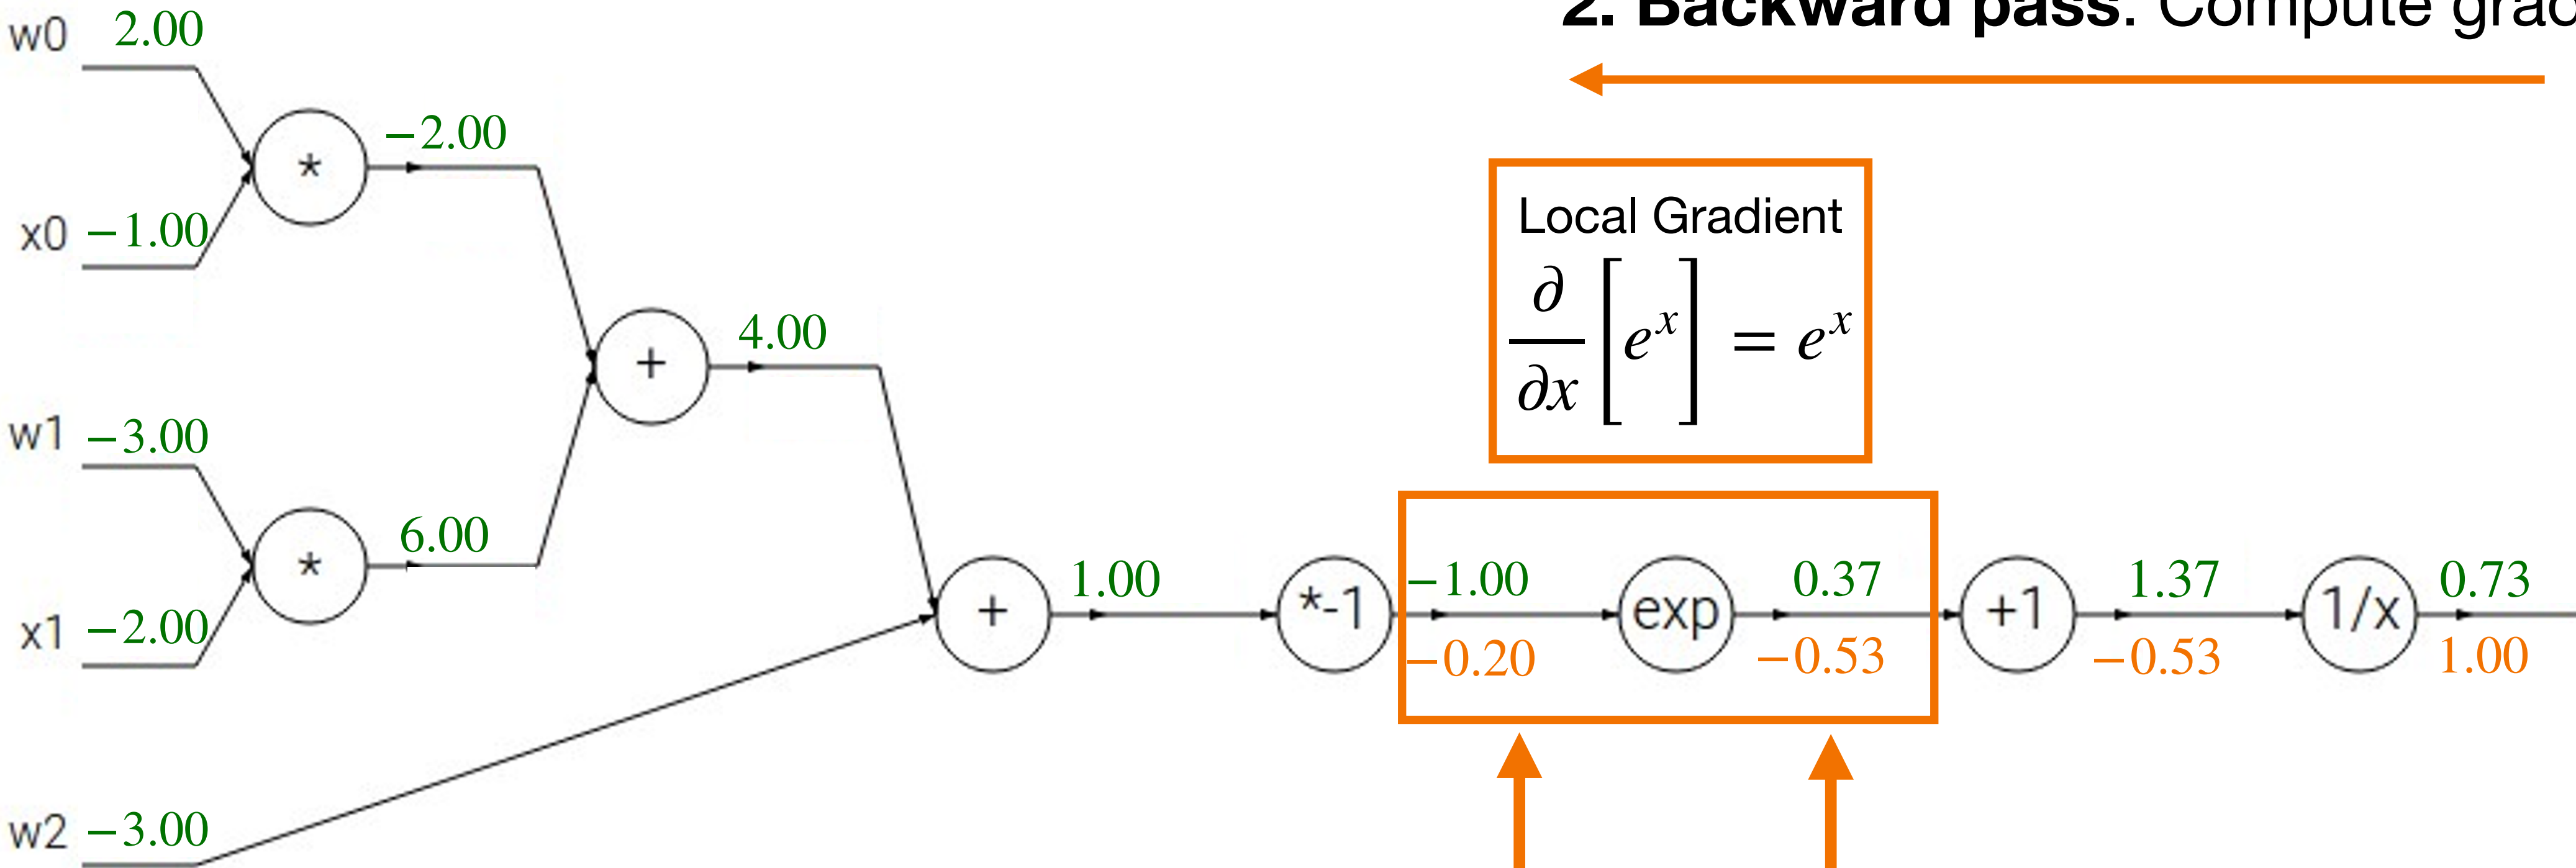 2. Backward pass: Compute grad
w0 2.00
−2.00
*
x0 −1.00
Local Gradient
∂/∂x [e^x] = e^x
4.00
+
w1 −3.00
6.00
*
x1 −2.00
1.00 −1.00 0.37 1.37 0.73
+ *-1 exp +1 1/x
−0.20 −0.53 −0.53 1.00
w2 −3.00